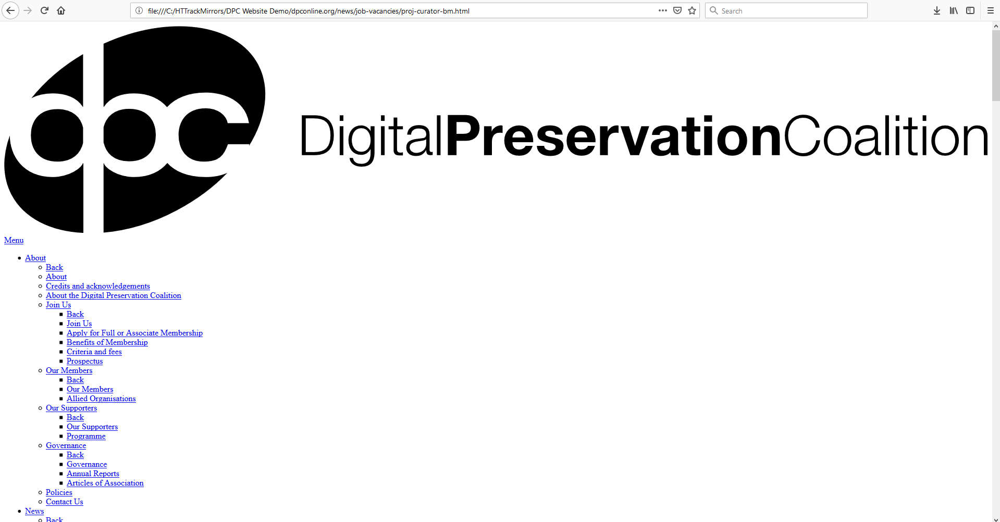 file:///C:/HTTrackMirrors/DPC Website Demo/dpconline.org/news/job-vacancies/proj-curator-bm.html
Search
dpc
DigitalPreservationCoalition
Menu
About
Back
About
Credits and acknowledgements
About the Digital Preservation Coalition
Join Us
Back
Join Us
Apply for Full or Associate Membership
Benefits of Membership
Criteria and fees
Prospectus
Our Members
Back
Our Members
Allied Organisations
Our Supporters
Back
Our Supporters
Programme
Governance
Back
Governance
Annual Reports
Articles of Association
Policies
Contact Us
News
Back